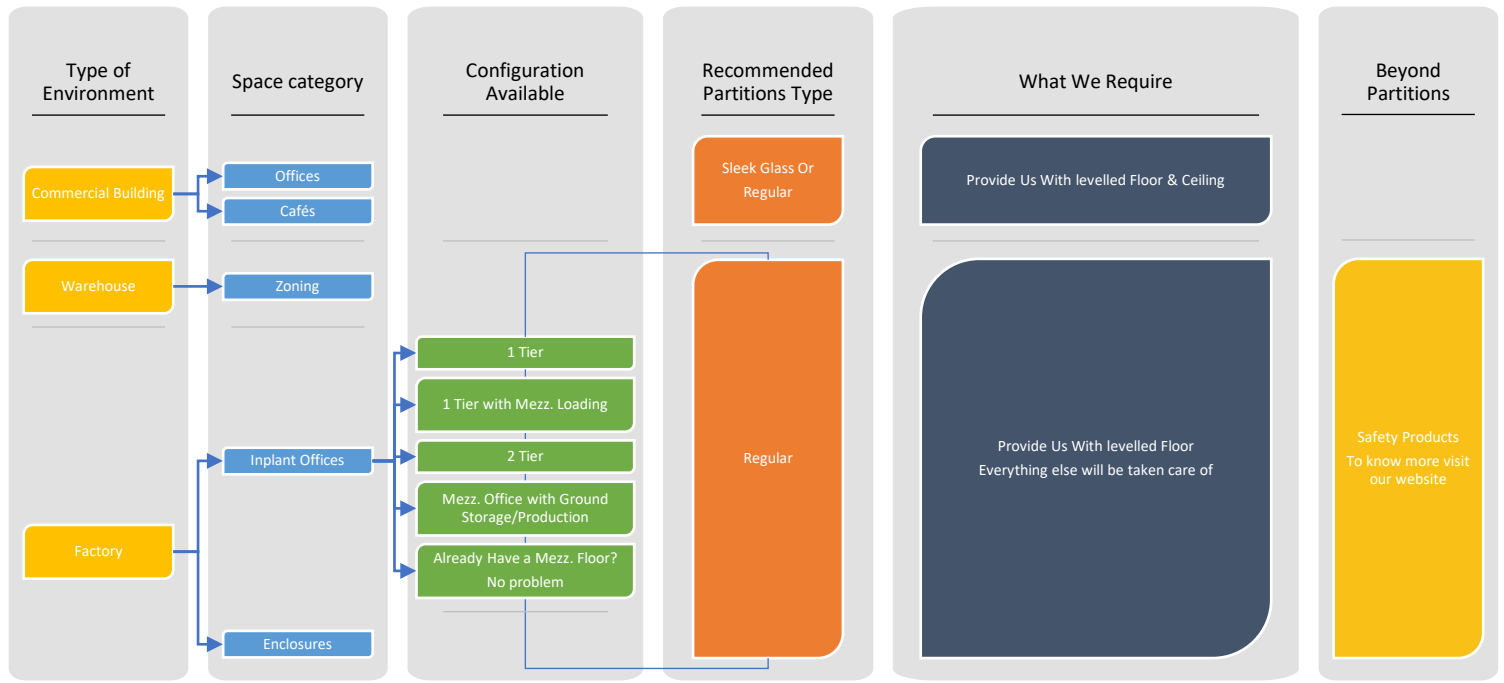 Type of
Environment
Space category
Configuration
Available
Recommended
Partitions Type
What We Require
Beyond
Partitions
Commercial Building
Offices
Cafés
Sleek Glass Or
Regular
Provide Us With levelled Floor & Ceiling
Warehouse
Zoning
Factory
Inplant Offices
Enclosures
1 Tier
1 Tier with Mezz. Loading
2 Tier
Mezz. Office with Ground
Storage/Production
Already Have a Mezz. Floor?
No problem
Regular
Provide Us With levelled Floor
Everything else will be taken care of
Safety Products
To know more visit
our website